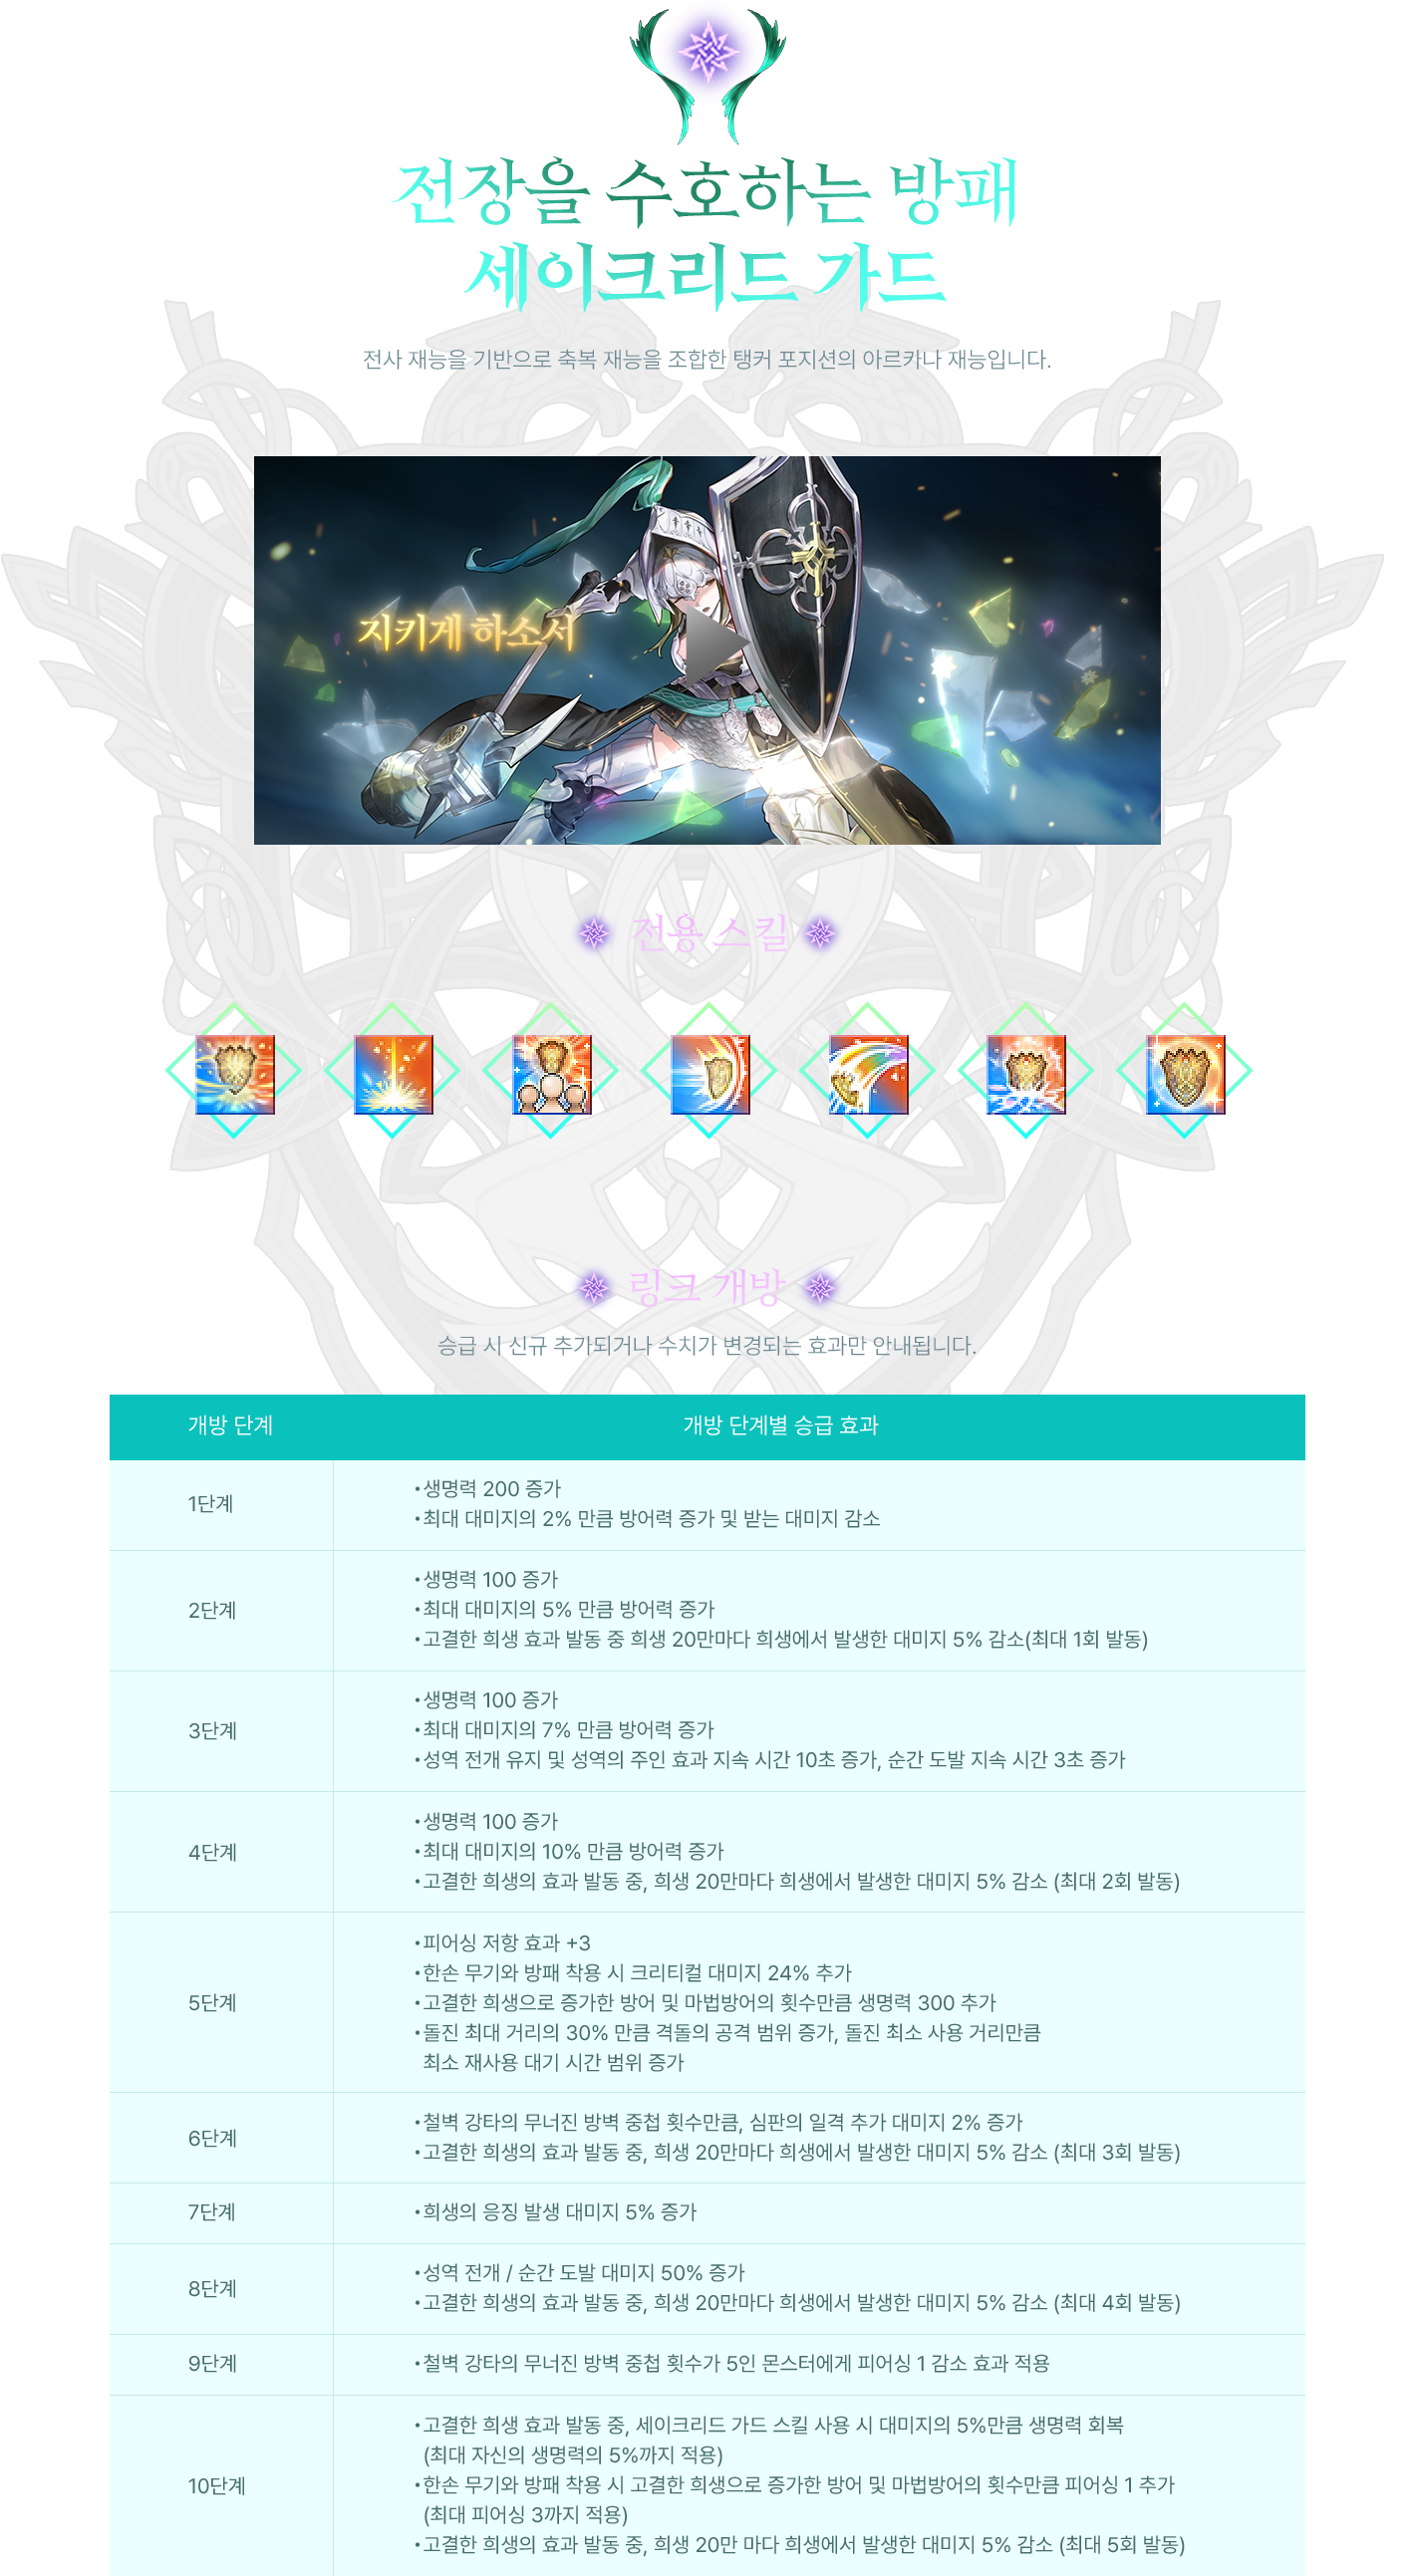 전장을 수호하는 방패
세이크리드 가드
전사 재능을 기반으로 축복 재능을 조합한 탱커 포지션의 아르카나 재능입니다.
지키게 하소서
전용 스킬
링크 개방
승급 시 신규 추가되거나 수치가 변경되는 효과만 안내됩니다.
개방 단계
개방 단계별 승급 효과
1단계
•생명력 200 증가
•최대 대미지의 2% 만큼 방어력 증가 및 받는 대미지 감소
2단계
•생명력 100 증가
•최대 대미지의 5% 만큼 방어력 증가
•고결한 희생 효과 발동 중 희생 20만마다 희생에서 발생한 대미지 5% 감소(최대 1회 발동)
3단계
•생명력 100 증가
•최대 대미지의 7% 만큼 방어력 증가
•성역 전개 유지 및 성역의 주인 효과 지속 시간 10초 증가, 순간 도발 지속 시간 3초 증가
4단계
•생명력 100 증가
•최대 대미지의 10% 만큼 방어력 증가
•고결한 희생의 효과 발동 중, 희생 20만마다 희생에서 발생한 대미지 5% 감소 (최대 2회 발동)
5단계
•피어싱 저항 효과 +3
•한손 무기와 방패 착용 시 크리티컬 대미지 24% 추가
•고결한 희생으로 증가한 방어 및 마법방어의 횟수만큼 생명력 300 추가
•돌진 최대 거리의 30% 만큼 격돌의 공격 범위 증가, 돌진 최소 사용 거리만큼
최소 재사용 대기 시간 범위 증가
6단계
•철벽 강타의 무너진 방벽 중첩 횟수만큼, 심판의 일격 추가 대미지 2% 증가
•고결한 희생의 효과 발동 중, 희생 20만마다 희생에서 발생한 대미지 5% 감소 (최대 3회 발동)
7단계
•희생의 응징 발생 대미지 5% 증가
8단계
•성역 전개 / 순간 도발 대미지 50% 증가
•고결한 희생의 효과 발동 중, 희생 20만마다 희생에서 발생한 대미지 5% 감소 (최대 4회 발동)
9단계
•철벽 강타의 무너진 방벽 중첩 횟수가 5인 몬스터에게 피어싱 1 감소 효과 적용
10단계
•고결한 희생 효과 발동 중, 세이크리드 가드 스킬 사용 시 대미지의 5%만큼 생명력 회복
(최대 자신의 생명력의 5%까지 적용)
•한손 무기와 방패 착용 시 고결한 희생으로 증가한 방어 및 마법방어의 횟수만큼 피어싱 1 추가
(최대 피어싱 3까지 적용)
•고결한 희생의 효과 발동 중, 희생 20만 마다 희생에서 발생한 대미지 5% 감소 (최대 5회 발동)